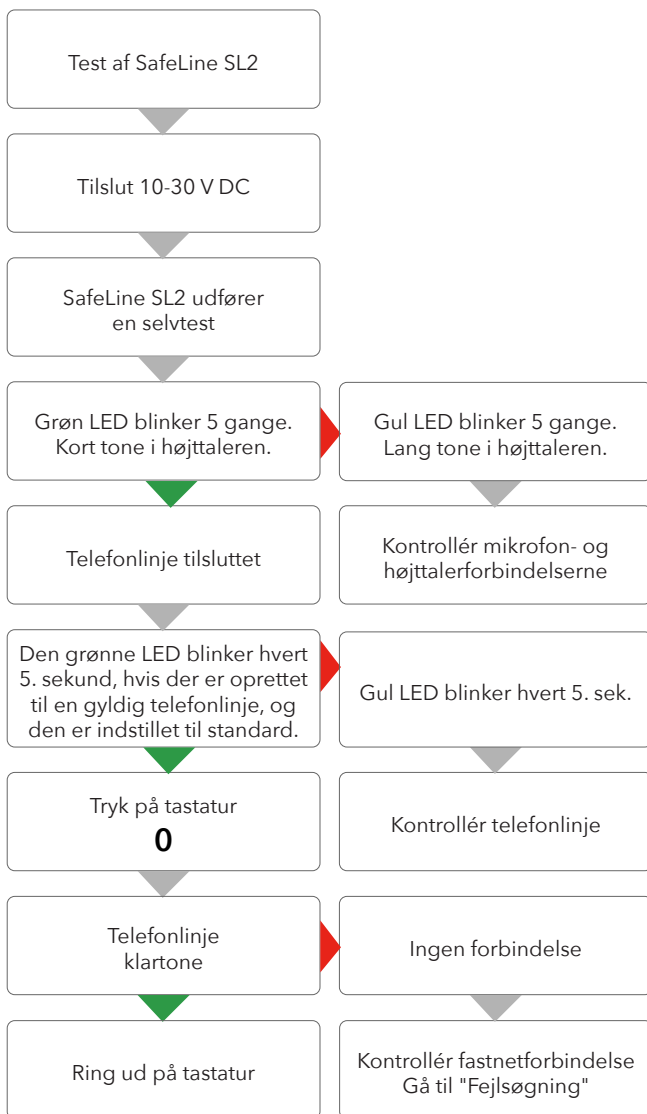 Test af SafeLine SL2
Tilslut 10-30 V DC
SafeLine SL2 udfører
en selvtest
Grøn LED blinker 5 gange.
Kort tone i højttaleren.
Gul LED blinker 5 gange.
Lang tone i højttaleren.
Telefonlinje tilsluttet
Kontrollér mikrofon- og
højttalerforbindelserne
Den grønne LED blinker hvert
5. sekund, hvis der er oprettet
til en gyldig telefonlinje, og
den er indstillet til standard.
Gul LED blinker hvert 5. sek.
Tryk på tastatur
0
Kontrollér telefonlinje
Telefonlinje
klartone
Ingen forbindelse
Ring ud på tastatur
Kontrollér fastnetforbindelse
Gå til "Fejlsøgning"